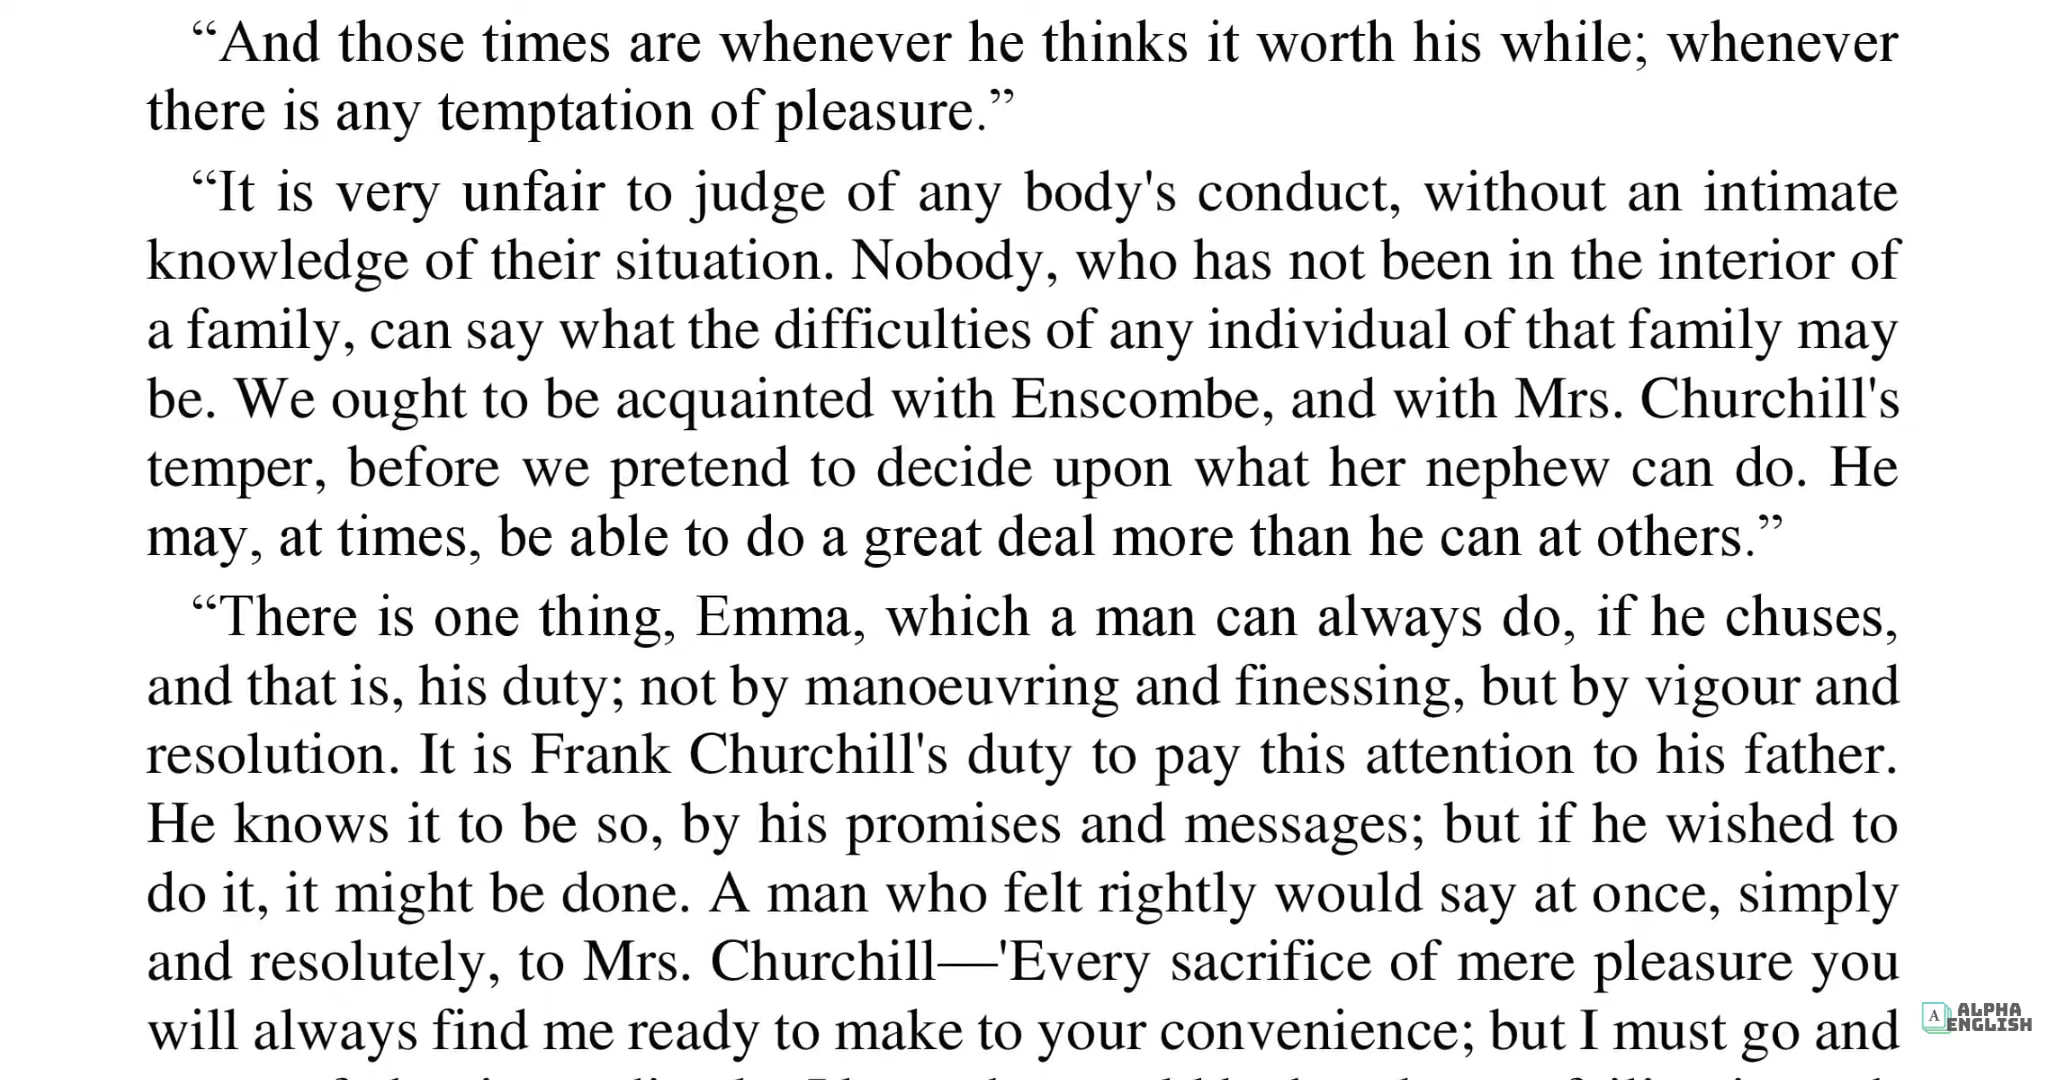 “And those times are whenever he thinks it worth his while; whenever
there is any temptation of pleasure.”
“It is very unfair to judge of any body's conduct, without an intimate
knowledge of their situation. Nobody, who has not been in the interior of
a family, can say what the difficulties of any individual of that family may
be. We ought to be acquainted with Enscombe, and with Mrs. Churchill's
temper, before we pretend to decide upon what her nephew can do. He
may, at times, be able to do a great deal more than he can at others.”
“There is one thing, Emma, which a man can always do, if he chuses,
and that is, his duty; not by manoeuvring and finessing, but by vigour and
resolution. It is Frank Churchill's duty to pay this attention to his father.
He knows it to be so, by his promises and messages; but if he wished to
do it, it might be done. A man who felt rightly would say at once, simply
and resolutely, to Mrs. Churchill—'Every sacrifice of mere pleasure you
will always find me ready to make to your convenience; but I must go and
A ALPHA
ENGLISH